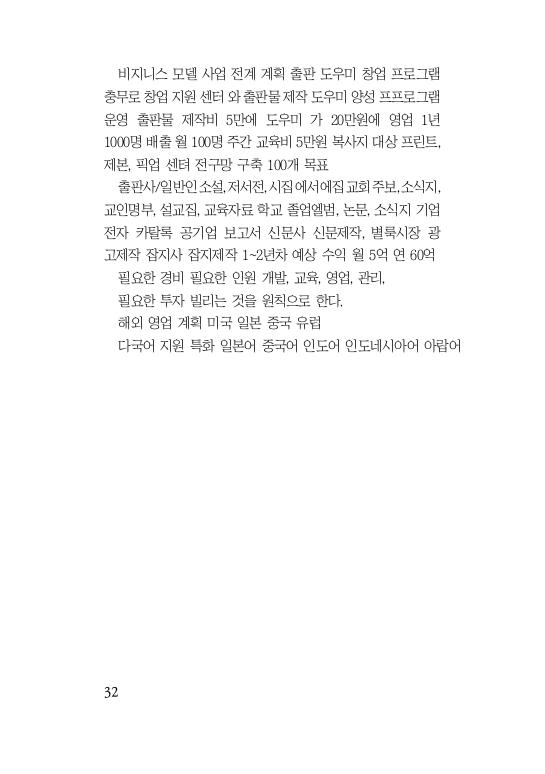 비지니스 모델 사업 전계 계획 출판 도우미 창업 프로그램
충무로 창업 지원 센터 와 출판물 제작 도우미 양성 프프로그램
운영 출판물 제작비 5만에 도우미 가 20만원에 영업 1년
1000명 배출 월 100명 주간 교육비 5만원 복사지 대상 프린트,
제본, 픽업 센텨 전구망 구축 100개 목표
출판사/일반인 소설, 저서전, 시집 에서에집 교회 주보, 소식지,
교인명부, 설교집, 교육자료 학교 졸업엘범, 논문, 소식지 기업
전자 카탈록 공기업 보고서 신문사 신문제작, 별룩시장 광
고제작 잡지사 잡지제작 1~2년차 예상 수익 월 5억 연 60억
필요한 경비 필요한 인원 개발, 교육, 영업, 관리,
필요한 투자 빌리는 것을 원칙으로 한다.
해외 영업 계획 미국 일본 중국 유럽
다국어 지원 특화 일본어 중국어 인도어 인도네시아어 아랍어
32